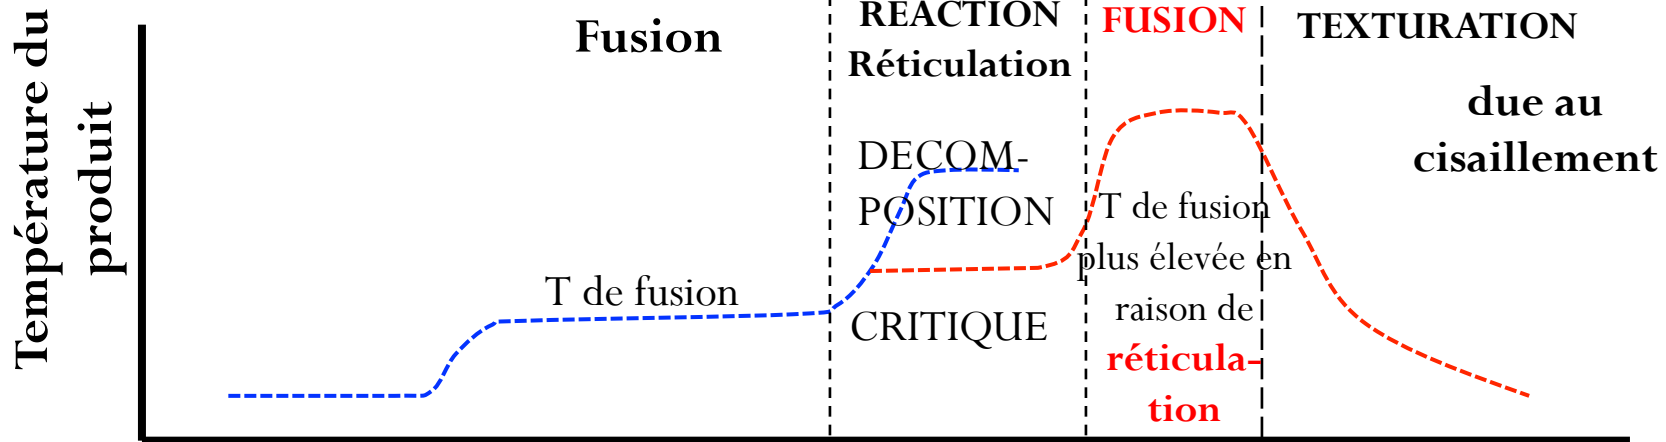 Température du
produit
Fusion
REACTION
Réticulation
FUSION
TEXTURATION
due au
cisaillement
DECOM-
POSITION
T de fusion
CRITIQUE
T de fusion
plus élevée en
raison de
réticula-
tion